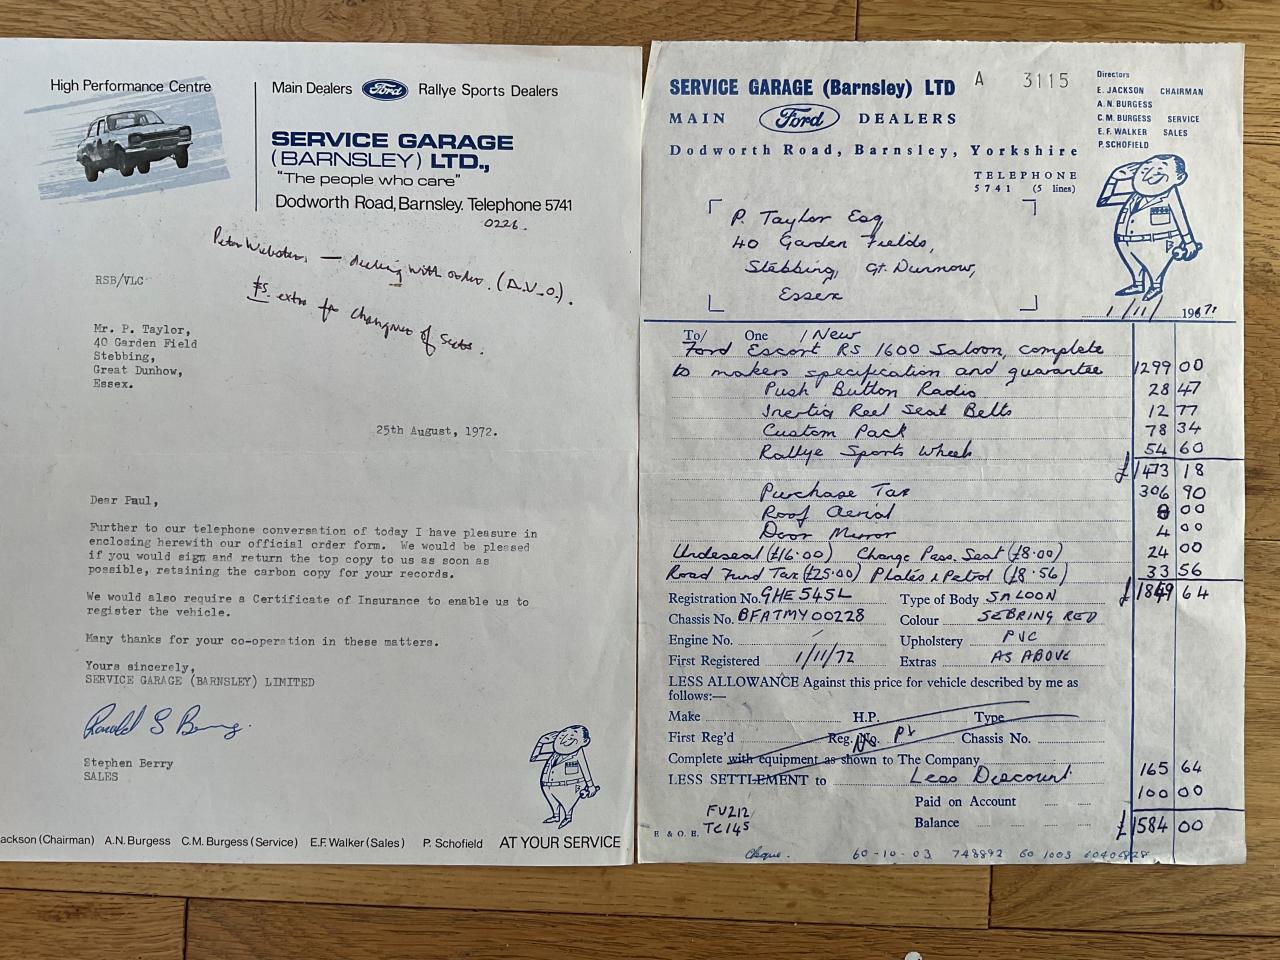 High Performance Centre
Main Dealers Ford Rallye Sports Dealers
SERVICE GARAGE
(BARNSLEY) LTD.,
"The people who care"
Dodworth Road, Barnsley. Telephone 5741
0226.
Peter Webster, — dealing with order. (A.V.O.).
£5. extra for changing of seats.
RSB/VLC
Mr. P. Taylor,
40 Garden Field
Stebbing,
Great Dunhow,
Essex.
25th August, 1972.
Dear Paul,
Further to our telephone conversation of today I have pleasure in
enclosing herewith our official order form. We would be pleased
if you would sign and return the top copy to us as soon as
possible, retaining the carbon copy for your records.
We would also require a Certificate of Insurance to enable us to
register the vehicle.
Many thanks for your co-operation in these matters.
Yours sincerely,
SERVICE GARAGE (BARNSLEY) LIMITED
Stephen Berry
SALES
ackson (Chairman) A.N. Burgess C.M. Burgess (Service) E.F. Walker (Sales) P. Schofield AT YOUR SERVICE
SERVICE GARAGE (Barnsley) LTD A 3115
MAIN Ford DEALERS
Dodworth Road, Barnsley, Yorkshire
TELEPHONE
5741 (5 lines)
Directors
E. JACKSON CHAIRMAN
A. N. BURGESS
C. M. BURGESS SERVICE
E. F. WALKER SALES
P. SCHOFIELD
P. Taylor Esq
40 Garden Fields,
Stebbing, Gt. Dunmow,
Essex
1/11/ 196
To/ One / New
Ford Escort RS 1600 Saloon, complete
to makers specification and guarantee 1299 00
Push Button Radio 28 47
Inertia Reel Seat Belts 12 77
Custom Pack 78 34
Rallye Sports Wheels 54 60
£1473 18
Purchase Tax 306 90
Roof Aerial 8 00
Door Mirror 4 00
Undeseal (£16.00) Change Pass. Seat (£8.00) 24 00
Road Fund Tax (£25.00) Plates & Petrol (£8.56) 33 56
Registration No. GHE 545L Type of Body SALOON £1849 64
Chassis No. BFATMY00228 Colour SEBRING RED
Engine No. Upholstery PVC
First Registered 1/11/72 Extras AS ABOVE
LESS ALLOWANCE Against this price for vehicle described by me as
follows:—
Make H.P. Type
First Reg'd Reg. No. Chassis No.
Complete with equipment as shown to The Company
LESS SETTLEMENT to Less Discount 165 64
Paid on Account 100 00
Balance £1584 00
FV212
TC145
E. & O. E.
Cheque. 60-10-03 748892 60 1003